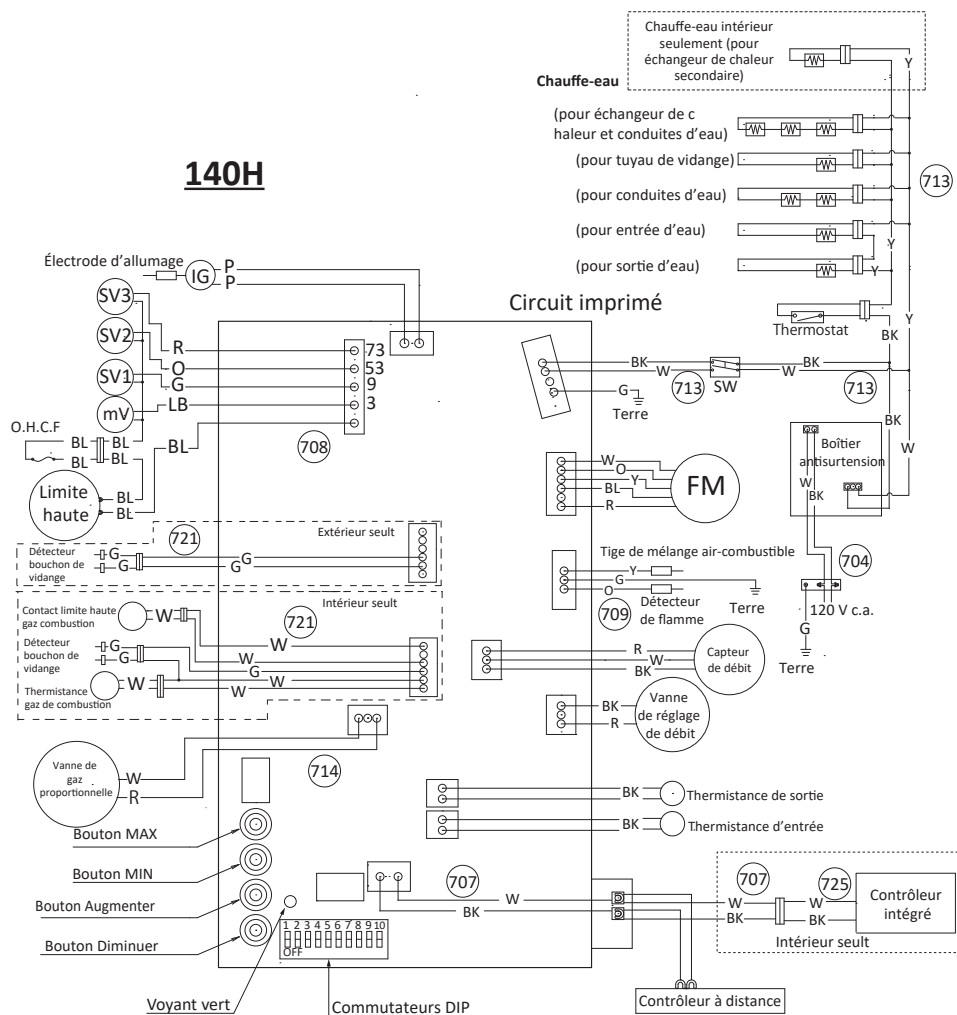 Chauffe-eau intérieur
seulement (pour
échangeur de chaleur
secondaire)
Y
Chauffe-eau
(pour échangeur de c
haleur et conduites d'eau)
140H
(pour tuyau de vidange)
713
(pour conduites d'eau)
(pour entrée d'eau)
Y
(pour sortie d'eau)
Y
Électrode d'allumage
IG
P
P
SV3
Circuit imprimé
Thermostat
Y
BK
SV2
R
73
O
53
SV1
G
9
BK
W
BK
W
713
SW
713
mV
LB
3
G
Terre
O.H.C.F
BL
BL
BL
BL
BL
708
BK
W
Boîtier
antisurtension
W
BK
Limite
haute
BL
BL
W
O
Y
BL
R
FM
721
Extérieur seult
Détecteur
bouchon de
vidange
G
G
G
G
Tige de mélange air-combustible
Y
G
O
709
Détecteur
de flamme
Terre
704
120 V c.a.
G
Terre
Intérieur seult
Contact limite haute
gaz combustion
W
721
W
Détecteur
bouchon de
vidange
G
G
W
G
W
W
Thermistance
gaz de combustion
W
R
W
BK
Capteur
de débit
BK
R
Vanne
de réglage
de débit
Vanne de
gaz
proportionnelle
W
R
714
BK
Thermistance de sortie
BK
Thermistance d'entrée
Bouton MAX
Bouton MIN
Bouton Augmenter
Bouton Diminuer
707
W
BK
707
725
W
BK
W
BK
Contrôleur
intégré
Intérieur seult
1 2 3 4 5 6 7 8 9 10
OFF
Voyant vert
Commutateurs DIP
Contrôleur à distance